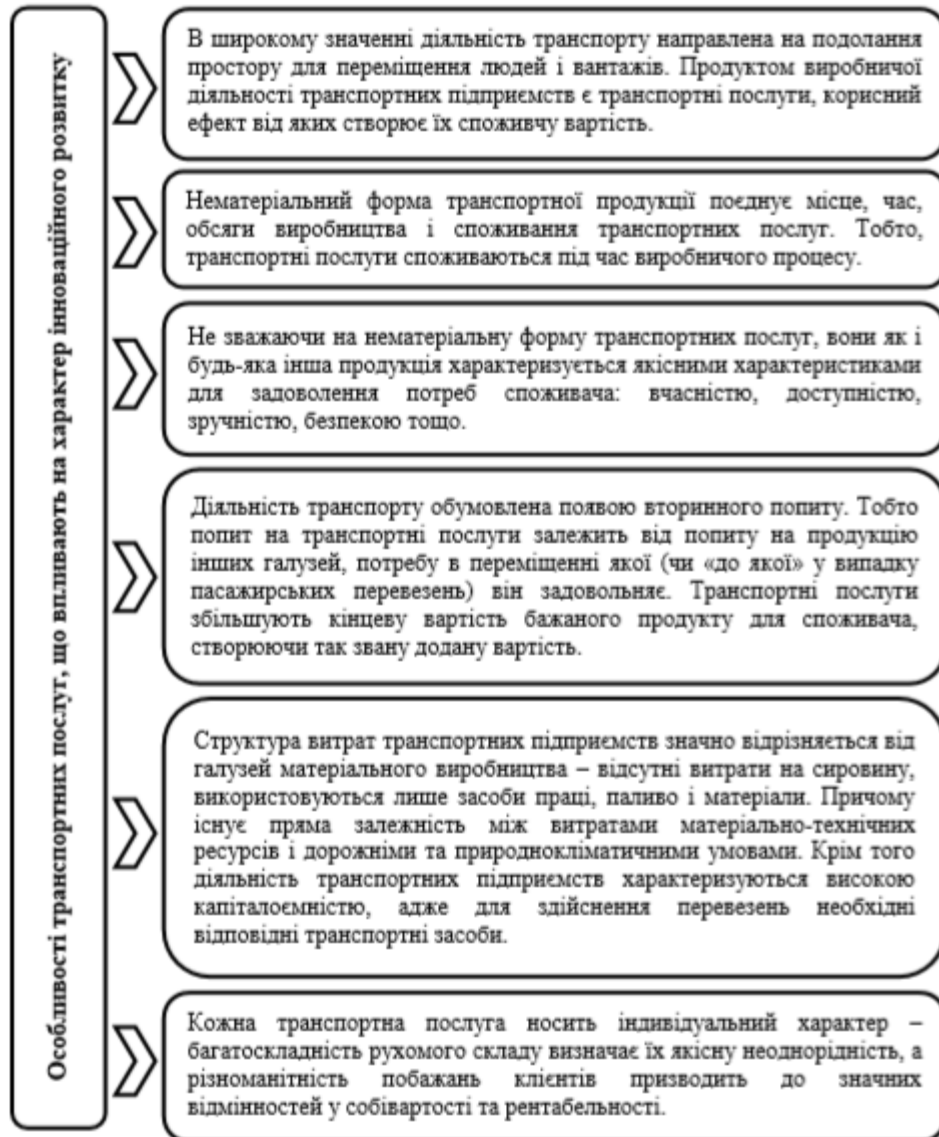 Особливості транспортних послуг, що впливають на характер інноваційного розвитку
В широкому значенні діяльність транспорту направлена на подолання
простору для переміщення людей і вантажів. Продуктом виробничої
діяльності транспортних підприємств є транспортні послуги, корисний
ефект від яких створює їх споживчу вартість.
Нематеріальний форма транспортної продукції поєднує місце, час,
обсяги виробництва і споживання транспортних послуг. Тобто,
транспортні послуги споживаються під час виробничого процесу.
Не зважаючи на нематеріальну форму транспортних послуг, вони як і
будь-яка інша продукція характеризується якісними характеристиками
для задоволення потреб споживача: вчасністю, доступністю,
зручністю, безпекою тощо.
Діяльність транспорту обумовлена появою вторинного попиту. Тобто
попит на транспортні послуги залежить від попиту на продукцію
інших галузей, потребу в переміщенні якої (чи «до якої» у випадку
пасажирських перевезень) він задовольняє. Транспортні послуги
збільшують кінцеву вартість бажаного продукту для споживача,
створюючи так звану додану вартість.
Структура витрат транспортних підприємств значно відрізняється від
галузей матеріального виробництва – відсутні витрати на сировину,
використовуються лише засоби праці, паливо і матеріали. Причому
існує пряма залежність між витратами матеріально-технічних
ресурсів і дорожніми та природнокліматичними умовами. Крім того
діяльність транспортних підприємств характеризуються високою
капіталоємністю, адже для здійснення перевезень необхідні
відповідні транспортні засоби.
Кожна транспортна послуга носить індивідуальний характер –
багатоскладність рухомого складу визначає їх якісну неоднорідність, а
різноманітність побажань клієнтів призводить до значних
відмінностей у собівартості та рентабельності.